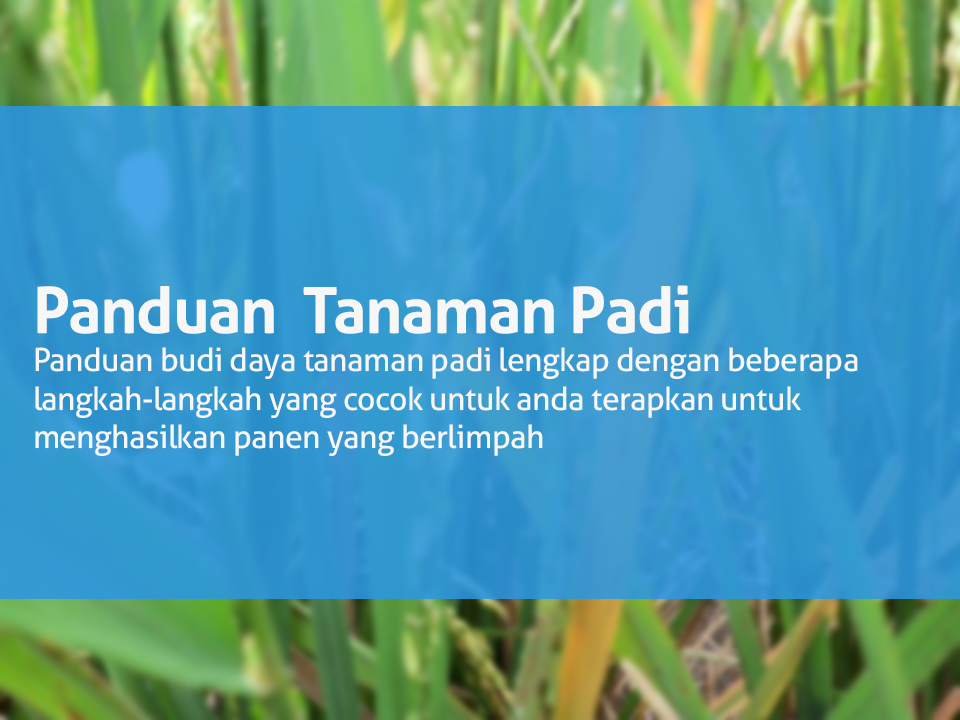 Panduan  Tanaman Padi
Panduan budi daya tanaman padi lengkap dengan beberapa
langkah-langkah yang cocok untuk anda terapkan untuk
menghasilkan panen yang berlimpah